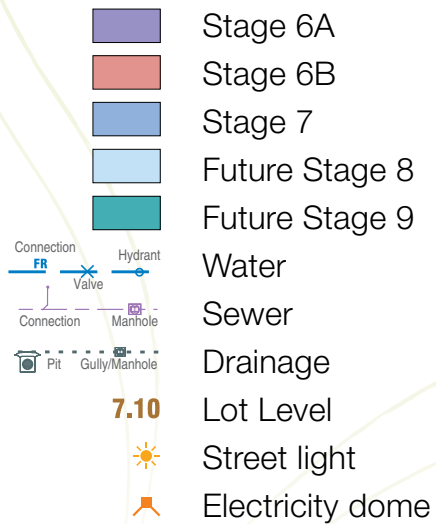 Stage 6A
Stage 6B
Stage 7
Future Stage 8
Future Stage 9
Connection
FR
Valve
Hydrant
Water
Connection
Manhole
Sewer
Pit
Gully/Manhole
Drainage
7.10 Lot Level
Street light
Electricity dome